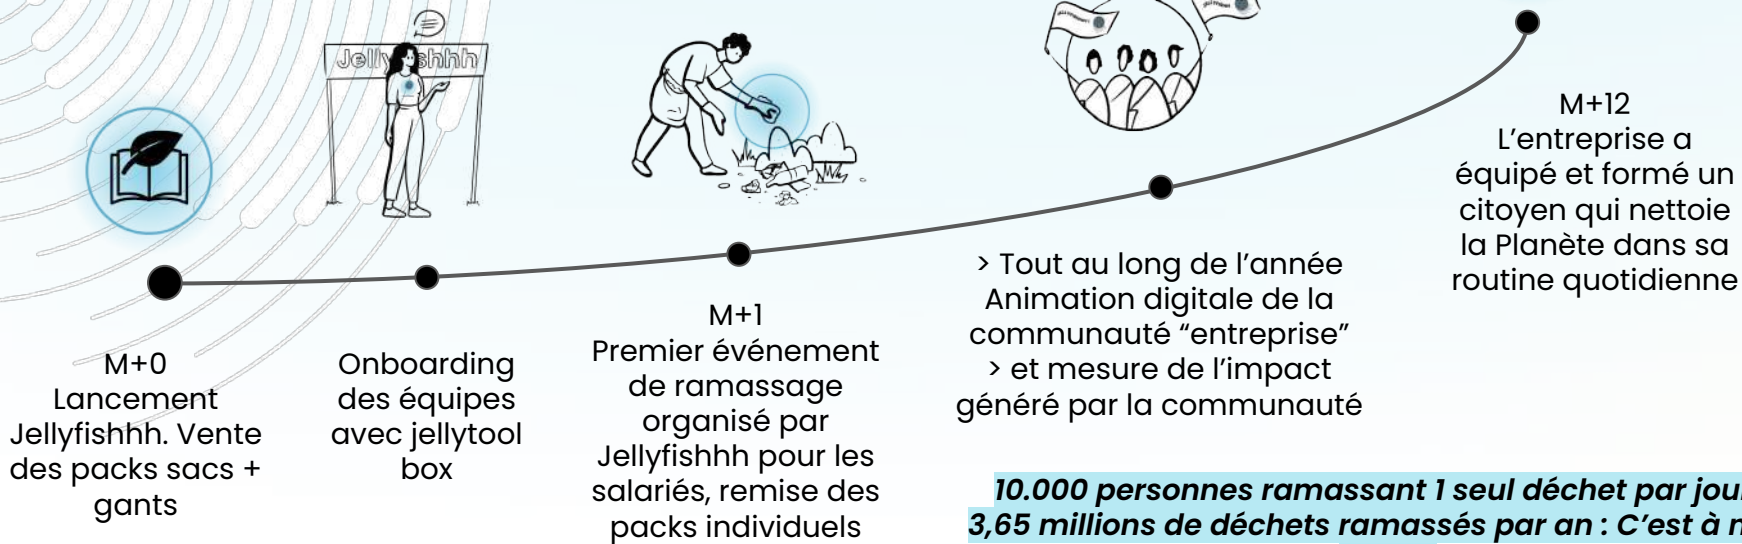 Jellyfishhh
M+0
Lancement
Jellyfishhh. Vente
des packs sacs +
gants
Onboarding
des équipes
avec jellytool
box
M+1
Premier événement
de ramassage
organisé par
Jellyfishhh pour les
salariés, remise des
packs individuels
> Tout au long de l’année
Animation digitale de la
communauté “entreprise”
> et mesure de l’impact
généré par la communauté
M+12
L’entreprise a
équipé et formé un
citoyen qui nettoie
la Planète dans sa
routine quotidienne
10.000 personnes ramassant 1 seul déchet par jour
3,65 millions de déchets ramassés par an : C’est à